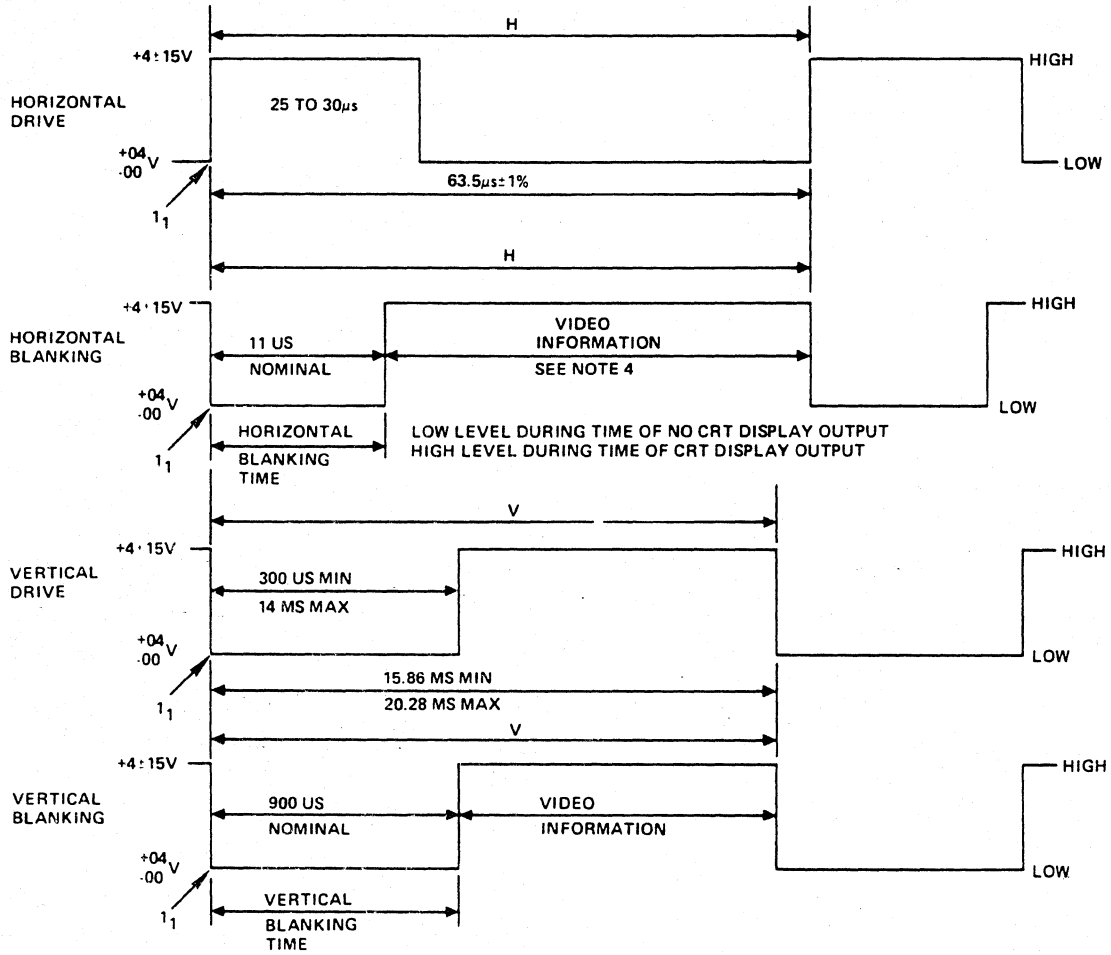 H
+4±15V
HIGH
HORIZONTAL
DRIVE
25 TO 30µs
+04
-00 V
LOW
63.5µs±1%
1₁
H
+4·15V
HIGH
HORIZONTAL
BLANKING
11 US
NOMINAL
VIDEO
INFORMATION
SEE NOTE 4
+04
-00 V
LOW
1₁
HORIZONTAL
BLANKING
TIME
LOW LEVEL DURING TIME OF NO CRT DISPLAY OUTPUT
HIGH LEVEL DURING TIME OF CRT DISPLAY OUTPUT
V
+4·15V
HIGH
VERTICAL
DRIVE
300 US MIN
14 MS MAX
+04
-00 V
LOW
1₁
15.86 MS MIN
20.28 MS MAX
V
+4±15V
HIGH
VERTICAL
BLANKING
900 US
NOMINAL
VIDEO
INFORMATION
+04
-00 V
LOW
1₁
VERTICAL
BLANKING
TIME